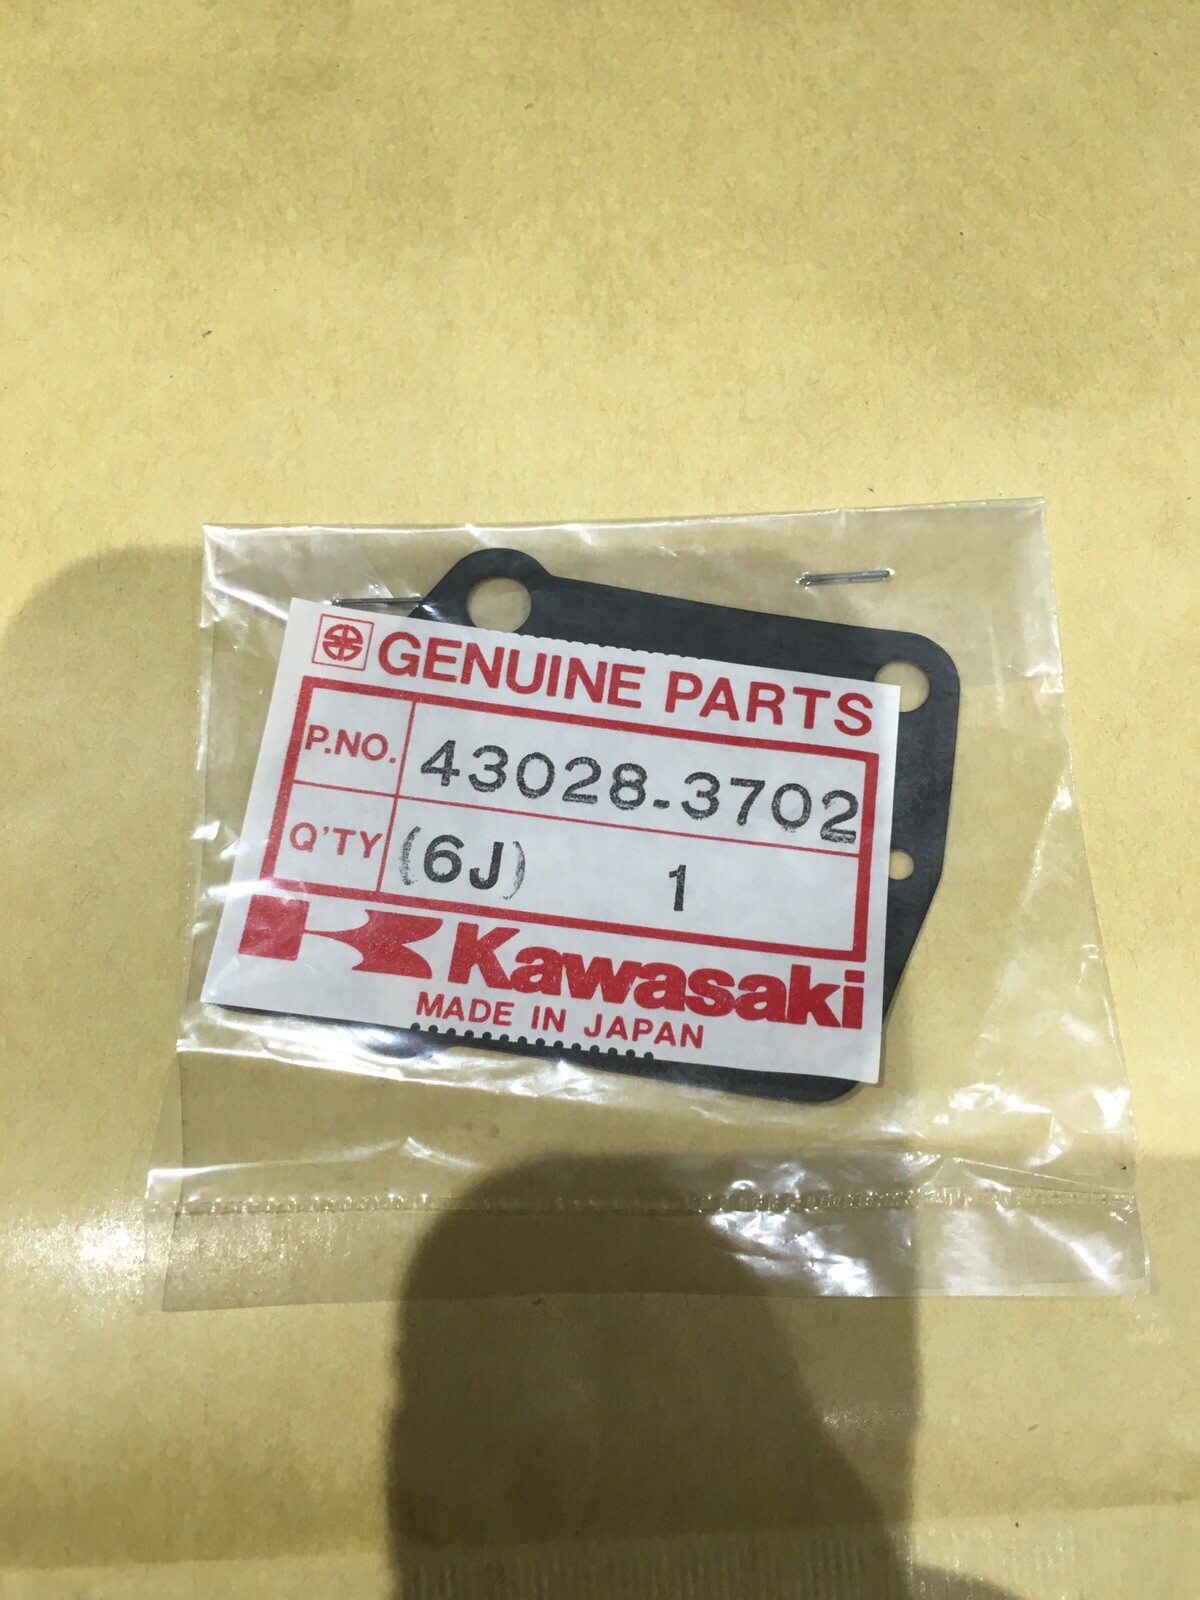 GENUINE PARTS
P.NO. 43028-3702
Q'TY (6J) 1
Kawasaki
MADE IN JAPAN